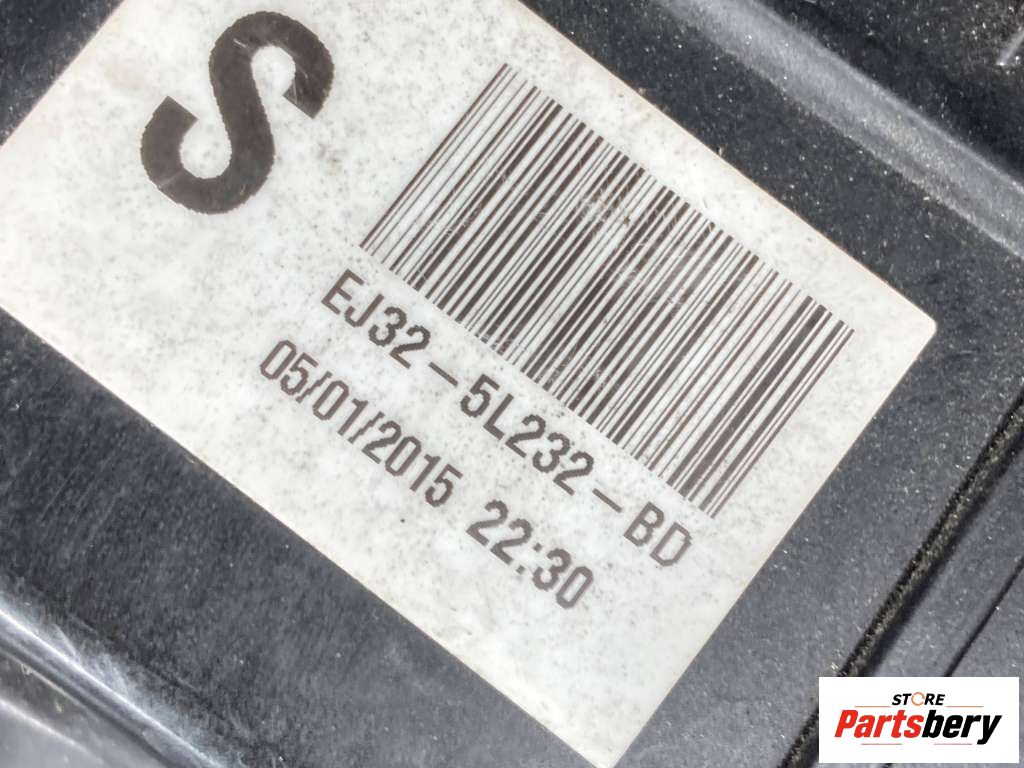 S
EJ32-5L232-BD
05/01/2015 22:30
STORE
Partsbery